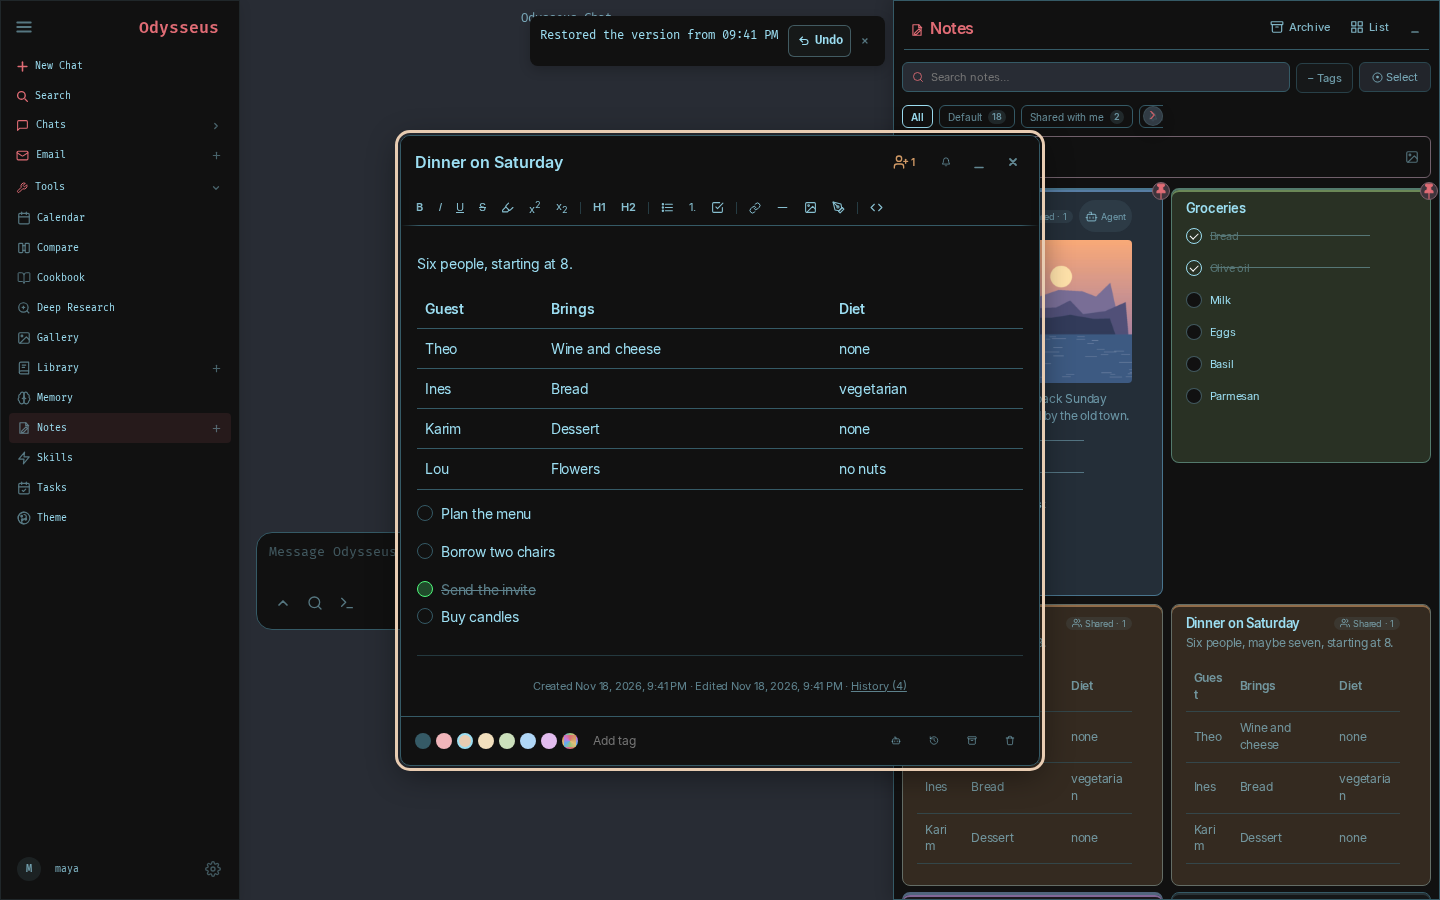 Odysseus
New Chat
Search
Chats
Email
Tools
Calendar
Compare
Cookbook
Deep Research
Gallery
Library
Memory
Notes
Skills
Tasks
Theme
M maya
Restored the version from 09:41 PM Undo
Message Odysseus
Dinner on Saturday
1
B I U S x2 x2 H1 H2 1.
Six people, starting at 8.
Guest Brings Diet
Theo Wine and cheese none
Ines Bread vegetarian
Karim Dessert none
Lou Flowers no nuts
Plan the menu
Borrow two chairs
Send the invite
Buy candles
Created Nov 18, 2026, 9:41 PM · Edited Nov 18, 2026, 9:41 PM · History (4)
Add tag
Notes Archive List
Search notes... – Tags Select
All Default 18 Shared with me 2
· 1 Agent
Sunday
by the old town.
Groceries
Bread
Olive oil
Milk
Eggs
Basil
Parmesan
Shared · 1
Diet
none
Ines Bread vegetaria
n
Kari Dessert none
m
Dinner on Saturday Shared · 1
Six people, maybe seven, starting at 8.
Gues Brings Diet
t
Theo Wine and none
cheese
Ines Bread vegetaria
n
Kari Dessert none
m